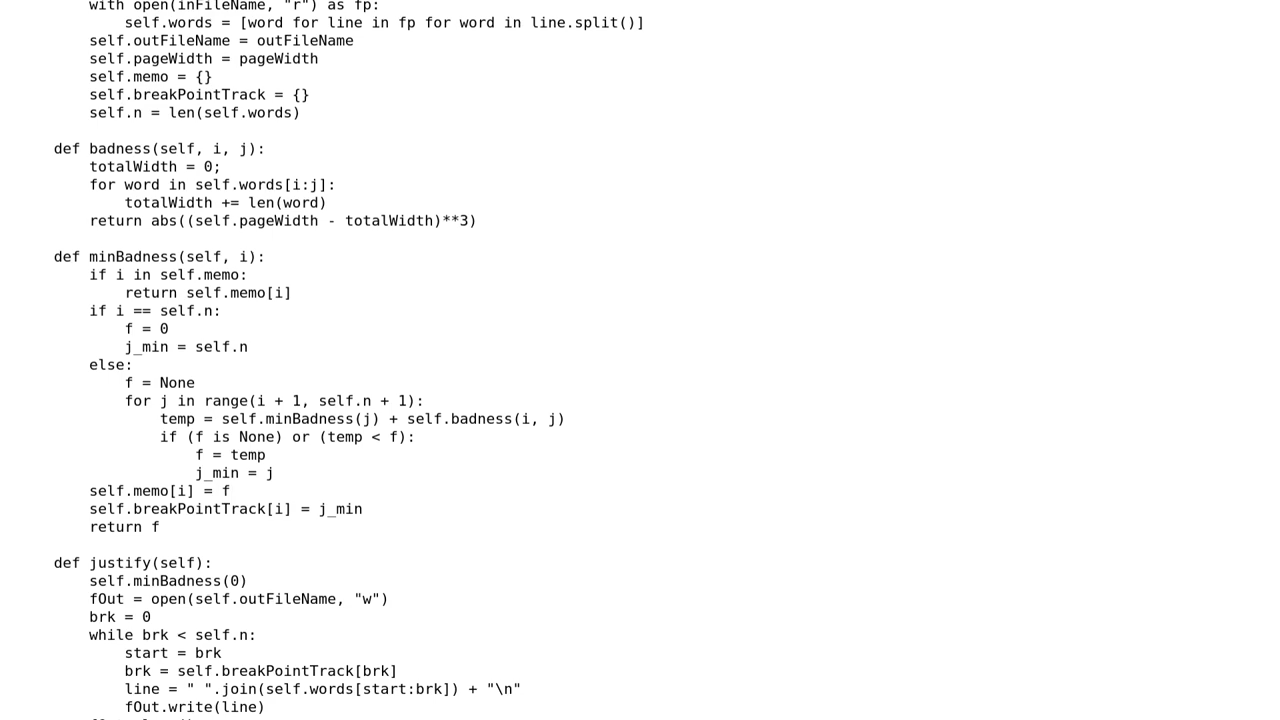 with open(inFileName, "r") as fp:
            self.words = [word for line in fp for word in line.split()]
        self.outFileName = outFileName
        self.pageWidth = pageWidth
        self.memo = {}
        self.breakPointTrack = {}
        self.n = len(self.words)

    def badness(self, i, j):
        totalWidth = 0;
        for word in self.words[i:j]:
            totalWidth += len(word)
        return abs((self.pageWidth - totalWidth)**3)

    def minBadness(self, i):
        if i in self.memo:
            return self.memo[i]
        if i == self.n:
            f = 0
            j_min = self.n
        else:
            f = None
            for j in range(i + 1, self.n + 1):
                temp = self.minBadness(j) + self.badness(i, j)
                if (f is None) or (temp < f):
                    f = temp
                    j_min = j
        self.memo[i] = f
        self.breakPointTrack[i] = j_min
        return f

    def justify(self):
        self.minBadness(0)
        fOut = open(self.outFileName, "w")
        brk = 0
        while brk < self.n:
            start = brk
            brk = self.breakPointTrack[brk]
            line = " ".join(self.words[start:brk]) + "\n"
            fOut.write(line)